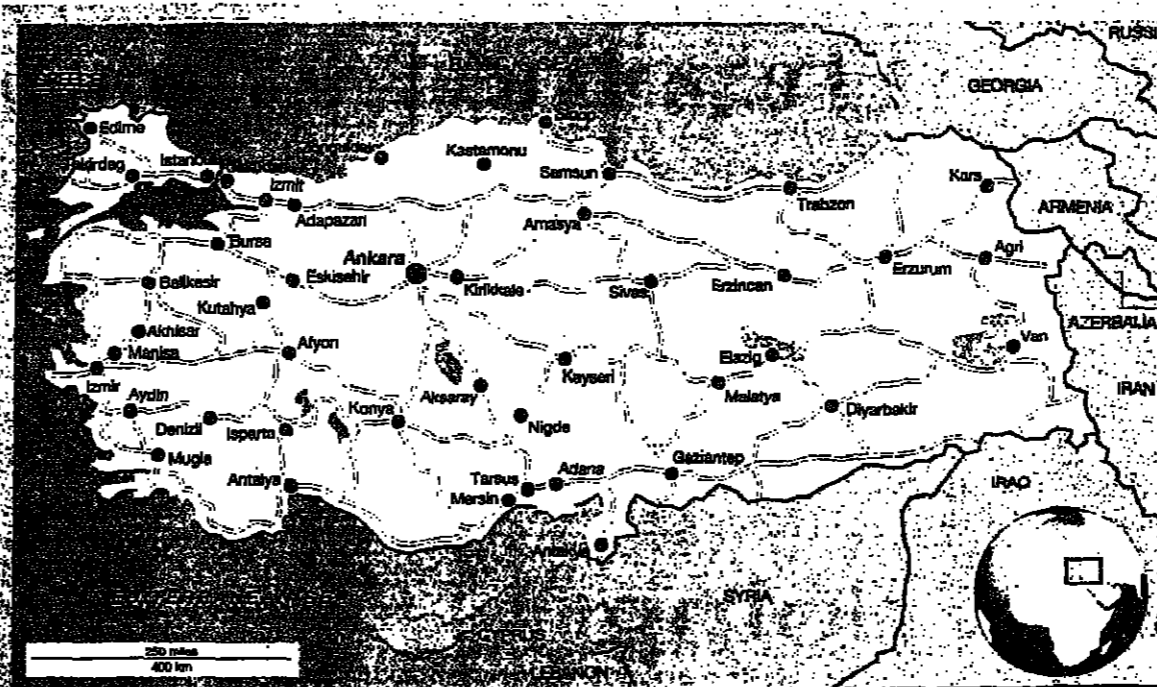 GEORGIA
Edirne
Kastamonu
Samsun
Kars
Izmit
Adapazari
Trabzon
ARMENIA
Amasya
Bursa
Ankara
Agri
Erzurum
Balikesir
Eskisehir
Kirikkale
Sivas
Erzincan
Kutahya
Akhisar
AZERBAIJA
Manisa
Afyon
Elazig
Van
Izmir
Kayseri
IRAN
Aydin
Aksaray
Malatya
Konya
Diyarbakir
Denizli
Isparta
Nigde
Mugla
Gaziantep
Antalya
Tarsus
Adana
IRAQ
Mersin
SYRIA
250 miles
400 km
LEBANON